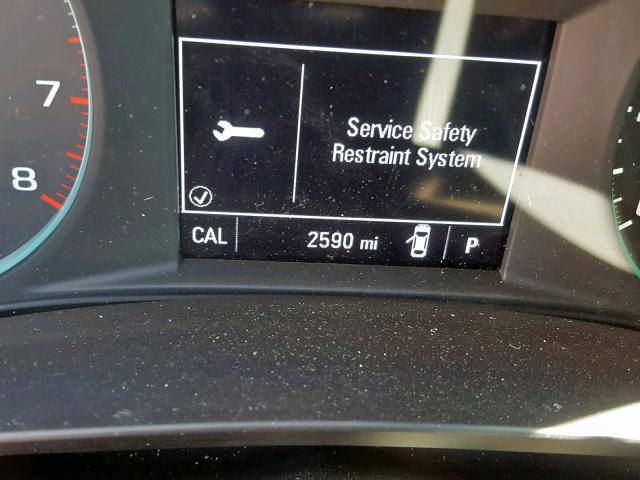 7
8
Service Safety
Restraint System
CAL 2590 mi P